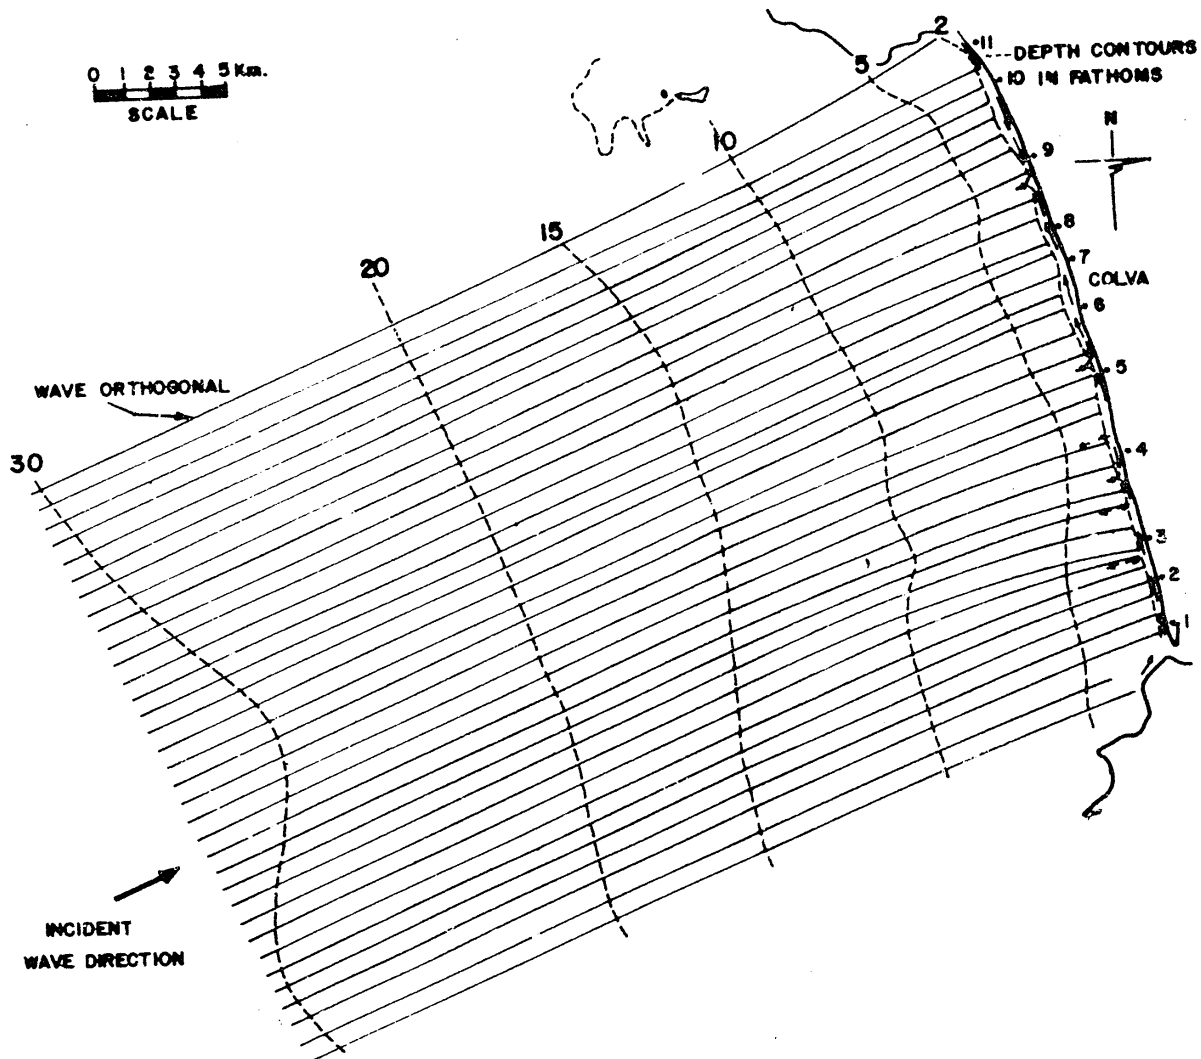 2
11
DEPTH CONTOURS
10 IN FATHOMS
5
0 1 2 3 4 5 Km.
SCALE
N
10
9
15
8
7
20
COLVA
6
5
WAVE ORTHOGONAL
4
30
3
2
1
INCIDENT
WAVE DIRECTION